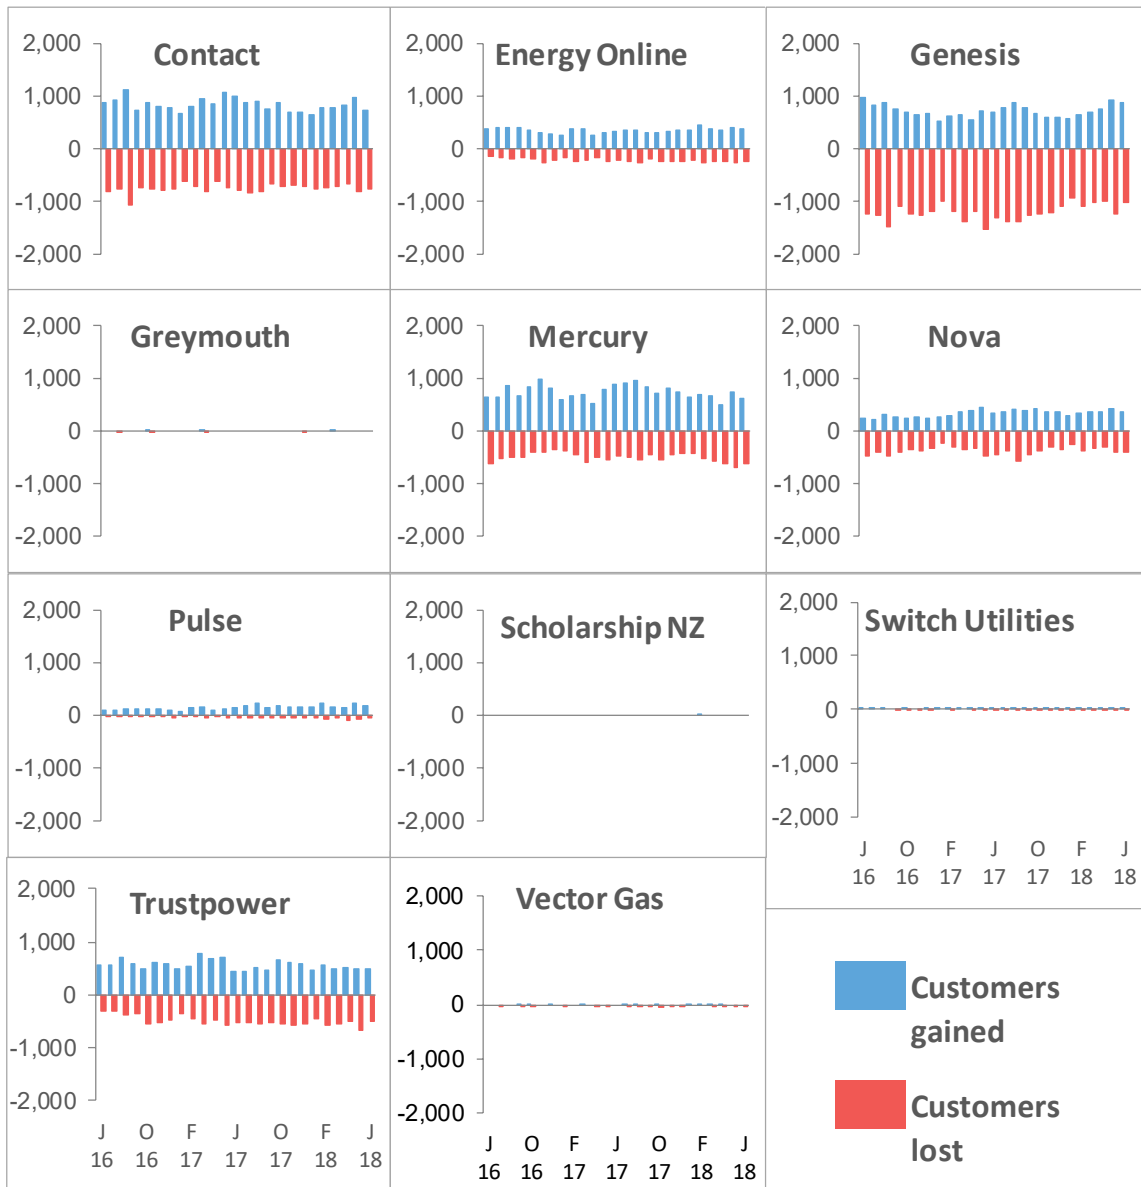 Contact
2,000
1,000
0
-1,000
-2,000
Energy Online
2,000
1,000
0
-1,000
-2,000
Genesis
2,000
1,000
0
-1,000
-2,000
Greymouth
2,000
1,000
0
-1,000
-2,000
Mercury
2,000
1,000
0
-1,000
-2,000
Nova
2,000
1,000
0
-1,000
-2,000
Pulse
2,000
1,000
0
-1,000
-2,000
Scholarship NZ
2,000
1,000
0
-1,000
-2,000
Switch Utilities
2,000
1,000
0
-1,000
-2,000
J O F J O F J
16 16 17 17 17 18 18
Trustpower
2,000
1,000
0
-1,000
-2,000
J O F J O F J
16 16 17 17 17 18 18
Vector Gas
2,000
1,000
0
-1,000
-2,000
J O F J O F J
16 16 17 17 17 18 18
Customers
gained
Customers
lost